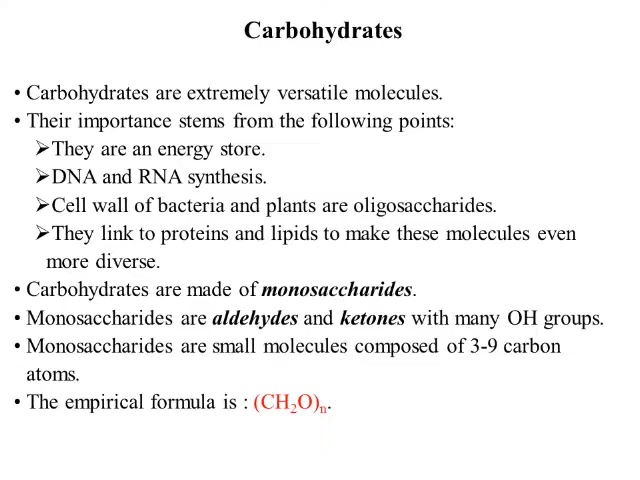 Carbohydrates
• Carbohydrates are extremely versatile molecules.
• Their importance stems from the following points:
➢They are an energy store.
➢DNA and RNA synthesis.
➢Cell wall of bacteria and plants are oligosaccharides.
➢They link to proteins and lipids to make these molecules even
more diverse.
• Carbohydrates are made of monosaccharides.
• Monosaccharides are aldehydes and ketones with many OH groups.
• Monosaccharides are small molecules composed of 3-9 carbon
atoms.
• The empirical formula is : (CH₂O)ₙ.